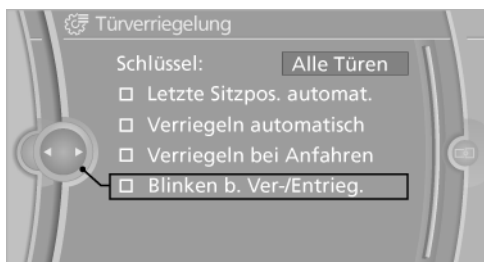 Türverriegelung
Schlüssel: Alle Türen
Letzte Sitzpos. automat.
Verriegeln automatisch
Verriegeln bei Anfahren
Blinken b. Ver-/Entrieg.